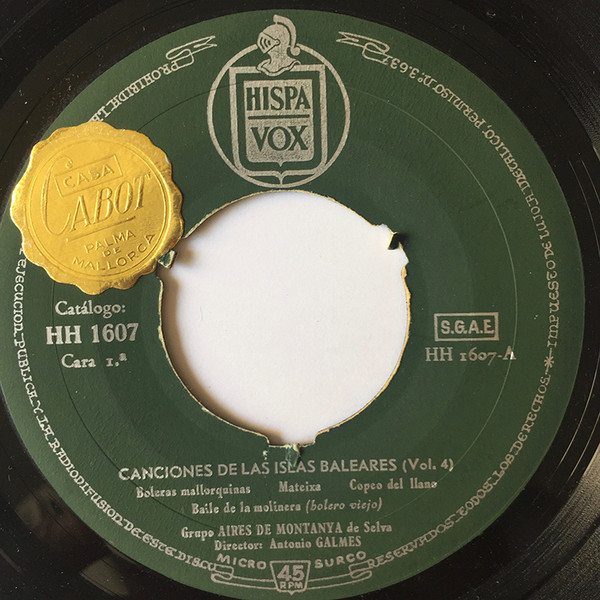 HISPA
VOX
CASA
CABOT
PALMA
DE
MALLORCA
Catálogo:
HH 1607
Cara 1.ª
S.G.A.E
HH 1607-A
CANCIONES DE LAS ISLAS BALEARES (Vol. 4)
Boleros mallorquinas Mateixa Copeo del llano
Baile de la molinera (bolero viejo)
Grupo AIRES DE MONTANYA de Selva
Director: Antonio GALMES
MICRO SURCO
45
RPM
PROHIBIDA
EJECUCION PUBLICA Y LA RADIODIFUSION DE ESTE DISCO
RESERVADOS TODOS LOS DERECHOS * IMPUESTO DE LUJO A METALICO, PERMISO nº 3.637